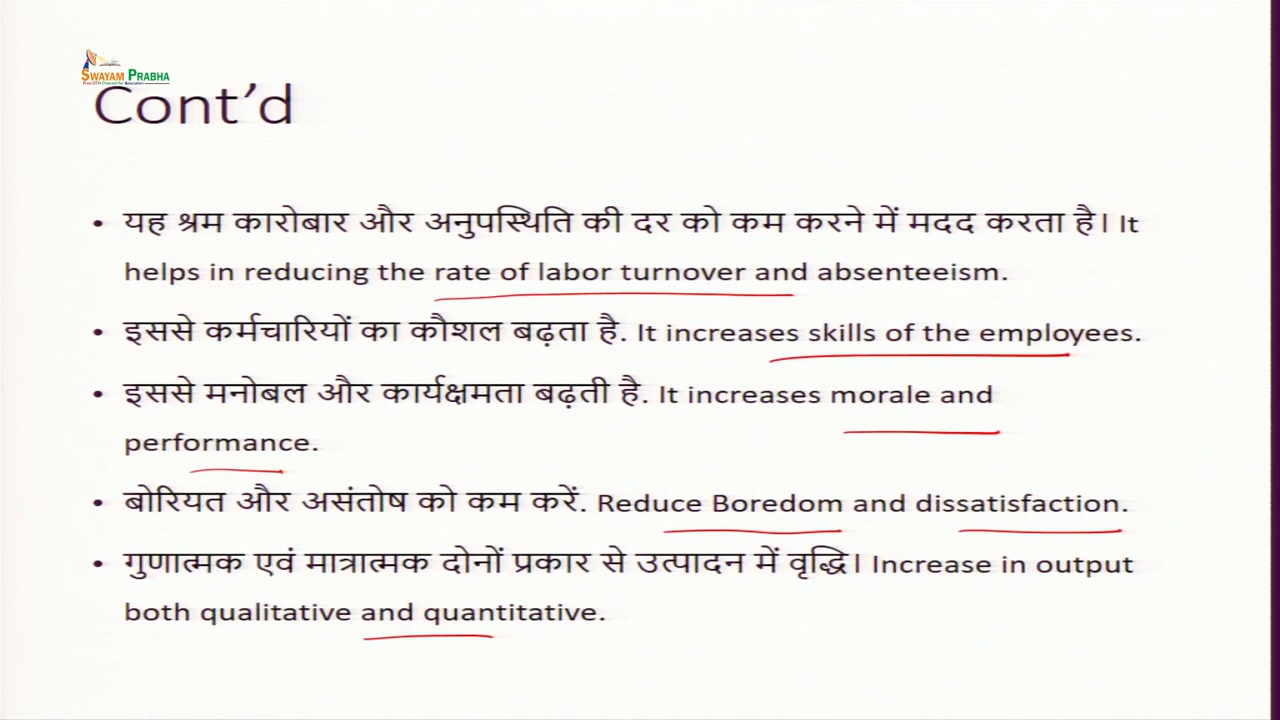 SWAYAM PRABHA
Cont'd
• यह श्रम कारोबार और अनुपस्थिति की दर को कम करने में मदद करता है। It
helps in reducing the rate of labor turnover and absenteeism.
• इससे कर्मचारियों का कौशल बढ़ता है. It increases skills of the employees.
• इससे मनोबल और कार्यक्षमता बढ़ती है. It increases morale and
performance.
• बोरियत और असंतोष को कम करें. Reduce Boredom and dissatisfaction.
• गुणात्मक एवं मात्रात्मक दोनों प्रकार से उत्पादन में वृद्धि। Increase in output
both qualitative and quantitative.